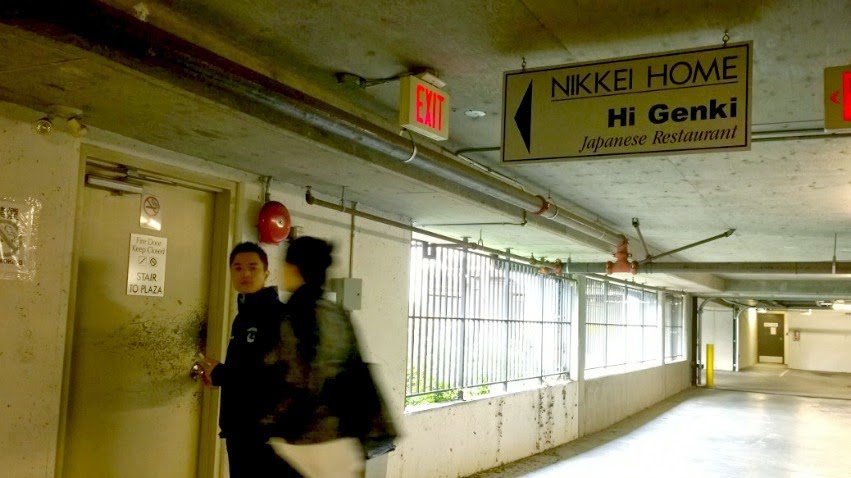 NIKKEI HOME
Hi Genki
Japanese Restaurant
EXIT
Fire Door
Keep Closed
STAIR
TO PLAZA